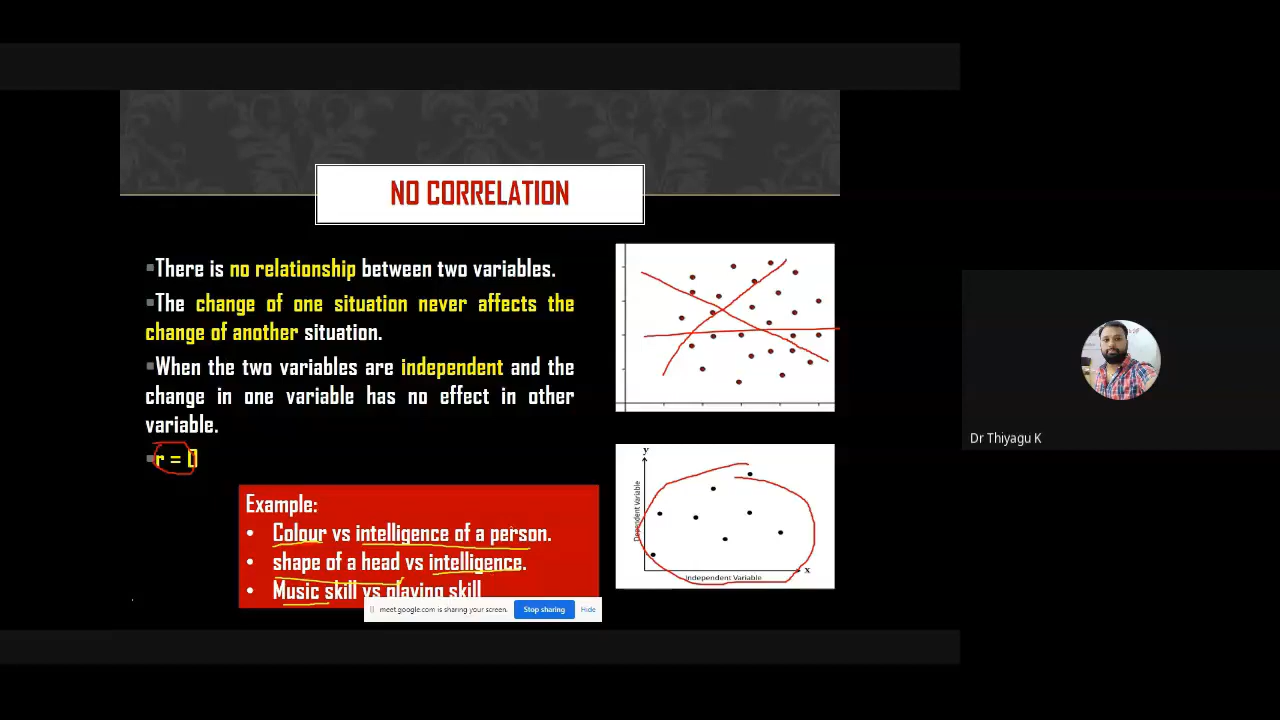 NO CORRELATION
▪There is no relationship between two variables.
▪The change of one situation never affects the
change of another situation.
▪When the two variables are independent and the
change in one variable has no effect in other
variable.
▪r = 0
Example:
• Colour vs intelligence of a person.
• shape of a head vs intelligence.
• Music skill vs playing skill
y
Dependent Variable
Independent Variable
x
meet.google.com is sharing your screen.
Stop sharing
Hide
Dr Thiyagu K